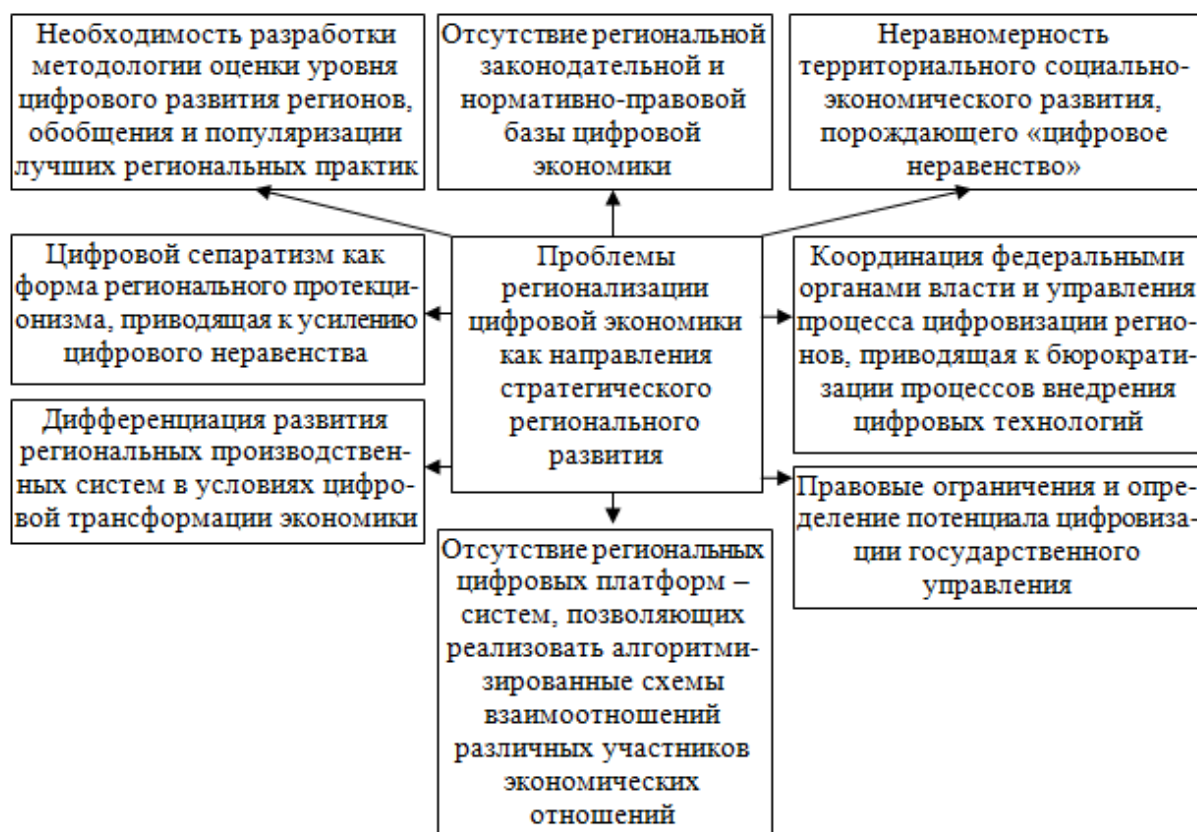 Необходимость разработки
методологии оценки уровня
цифрового развития регионов,
обобщения и популяризации
лучших региональных практик
Отсутствие региональной
законодательной и
нормативно-правовой
базы цифровой
экономики
Неравномерность
территориального социально-
экономического развития,
порождающего «цифровое
неравенство»
Цифровой сепаратизм как
форма регионального протекци-
онизма, приводящая к усилению
цифрового неравенства
Проблемы
регионализации
цифровой экономики
как направления
стратегического
регионального
развития
Координация федеральными
органами власти и управления
процесса цифровизации регио-
нов, приводящая к бюрократи-
зации процессов внедрения
цифровых технологий
Дифференциация развития
региональных производствен-
ных систем в условиях цифро-
вой трансформации экономики
Правовые ограничения и опре-
деление потенциала цифровиза-
ции государственного
управления
Отсутствие региональных
цифровых платформ –
систем, позволяющих
реализовать алгоритми-
зированные схемы
взаимоотношений
различных участников
экономических
отношений